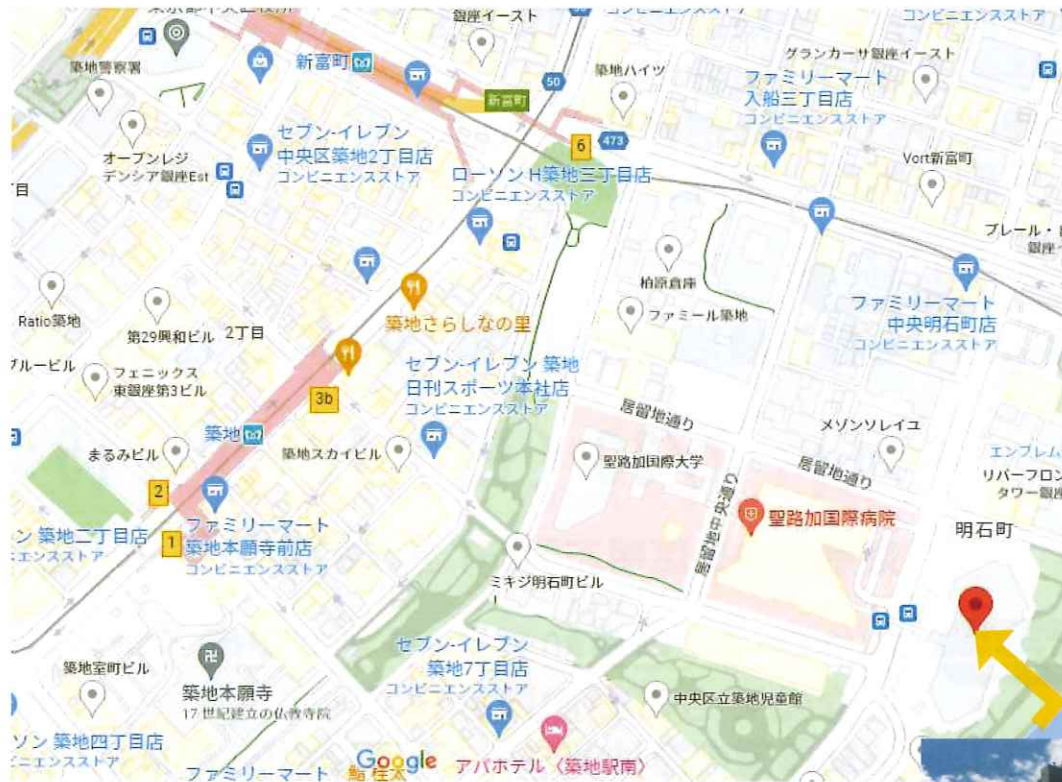 銀座イースト
コンビニエンスストア
築地警察署
新富町
50
築地ハイツ
グランカーサ銀座イースト
ファミリーマート
入船三丁目店
コンビニエンスストア
新富町
473
6
オープンレジ
デンシア銀座Est
セブン-イレブン
中央区築地2丁目店
コンビニエンスストア
ローソン H築地三丁目店
コンビニエンスストア
Vort新富町
柏原倉庫
Ratio築地
第29興和ビル
2丁目
築地さらしなの里
ファミール築地
ファミリーマート
中央明石町店
コンビニエンスストア
ブルービル
フェニックス
東銀座第3ビル
3b
セブン-イレブン 築地
日刊スポーツ本社店
コンビニエンスストア
居留地通り
メゾンソレイユ
築地
まるみビル
築地スカイビル
聖路加国際大学
居留地通り
居留地中央通り
エンブレム
リバーフロン
タワー銀座
2
1
ファミリーマート
築地本願寺前店
コンビニエンスストア
ン 築地二丁目店
ニエンスストア
聖路加国際病院
明石町
ミキジ明石町ビル
築地室町ビル
築地本願寺
17 世紀建立の仏教寺院
セブン-イレブン
築地7丁目店
コンビニエンスストア
中央区立築地児童館
ソン 築地四丁目店
ニエンスストア
ファミリーマート
Google
アパホテル〈築地駅南〉